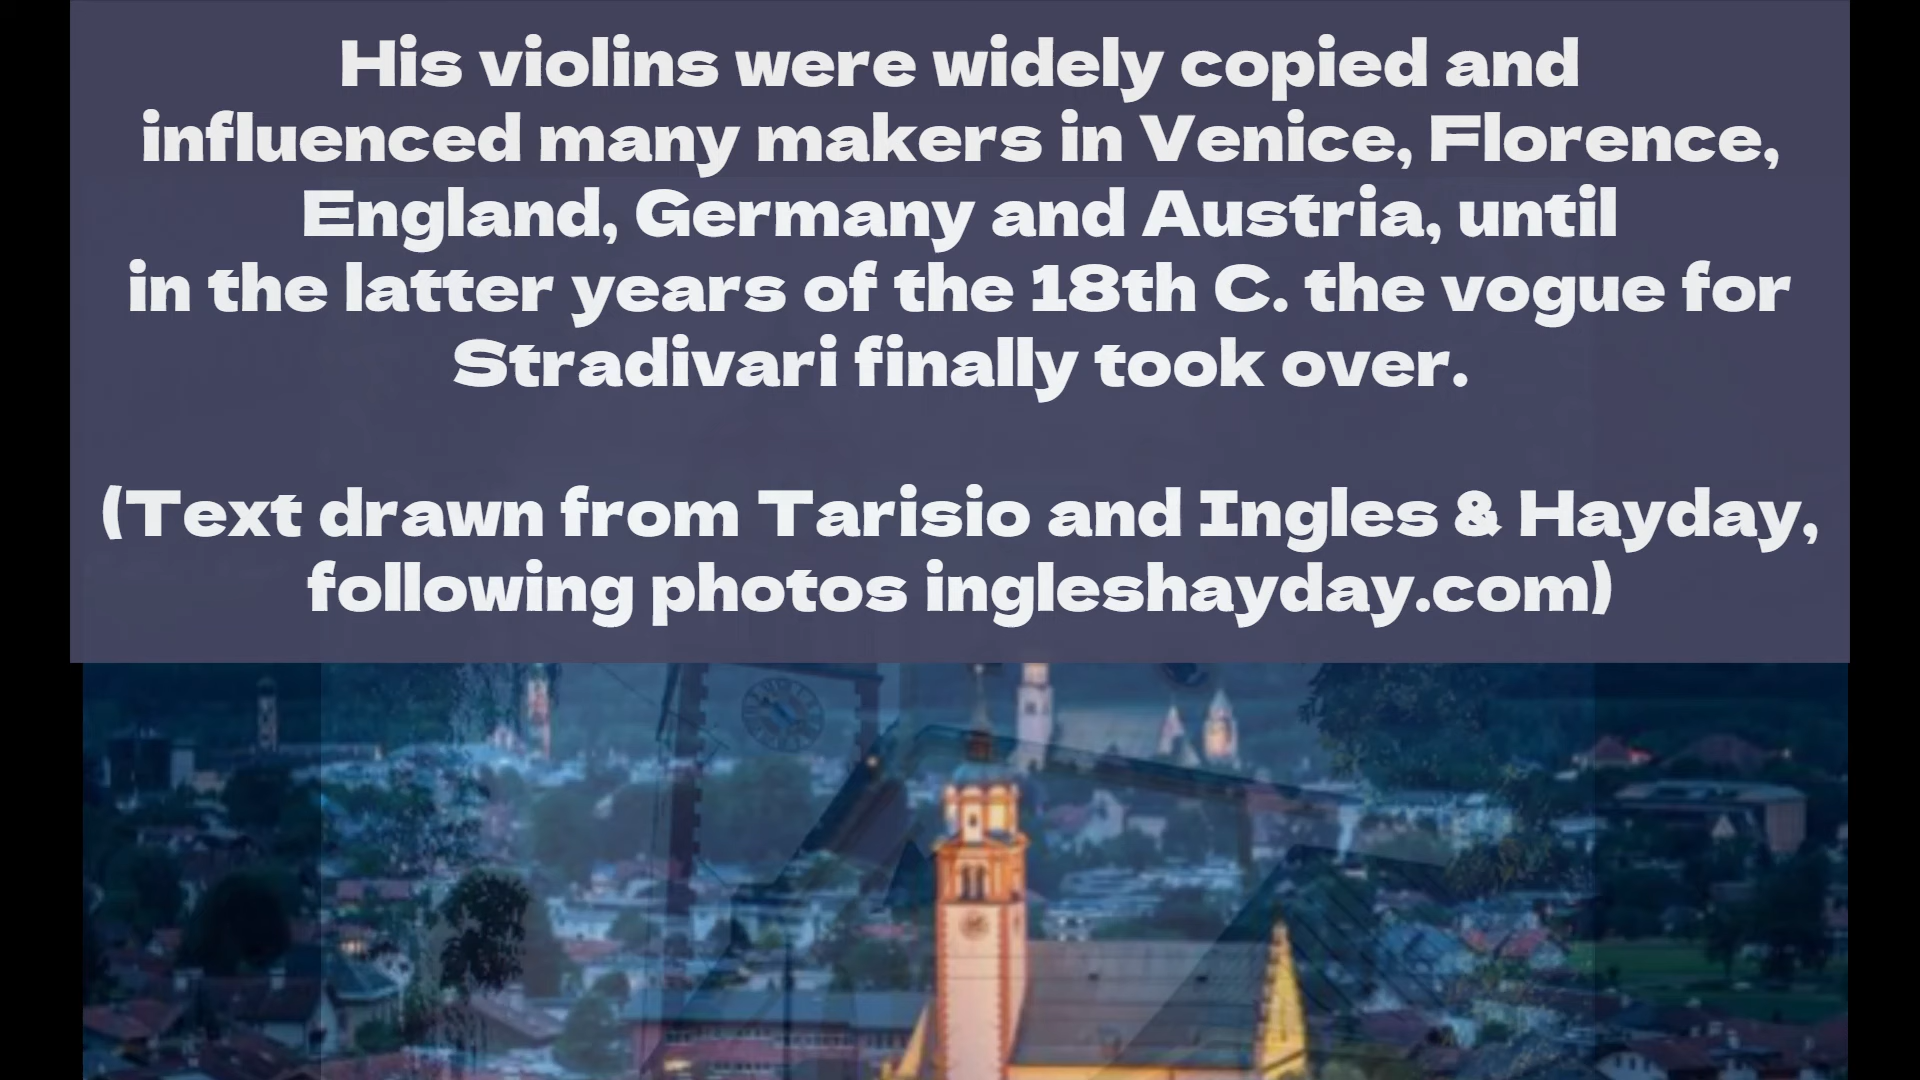 His violins were widely copied and
influenced many makers in Venice, Florence,
England, Germany and Austria, until
in the latter years of the 18th C. the vogue for
Stradivari finally took over.
(Text drawn from Tarisio and Ingles & Hayday,
following photos ingleshayday.com)